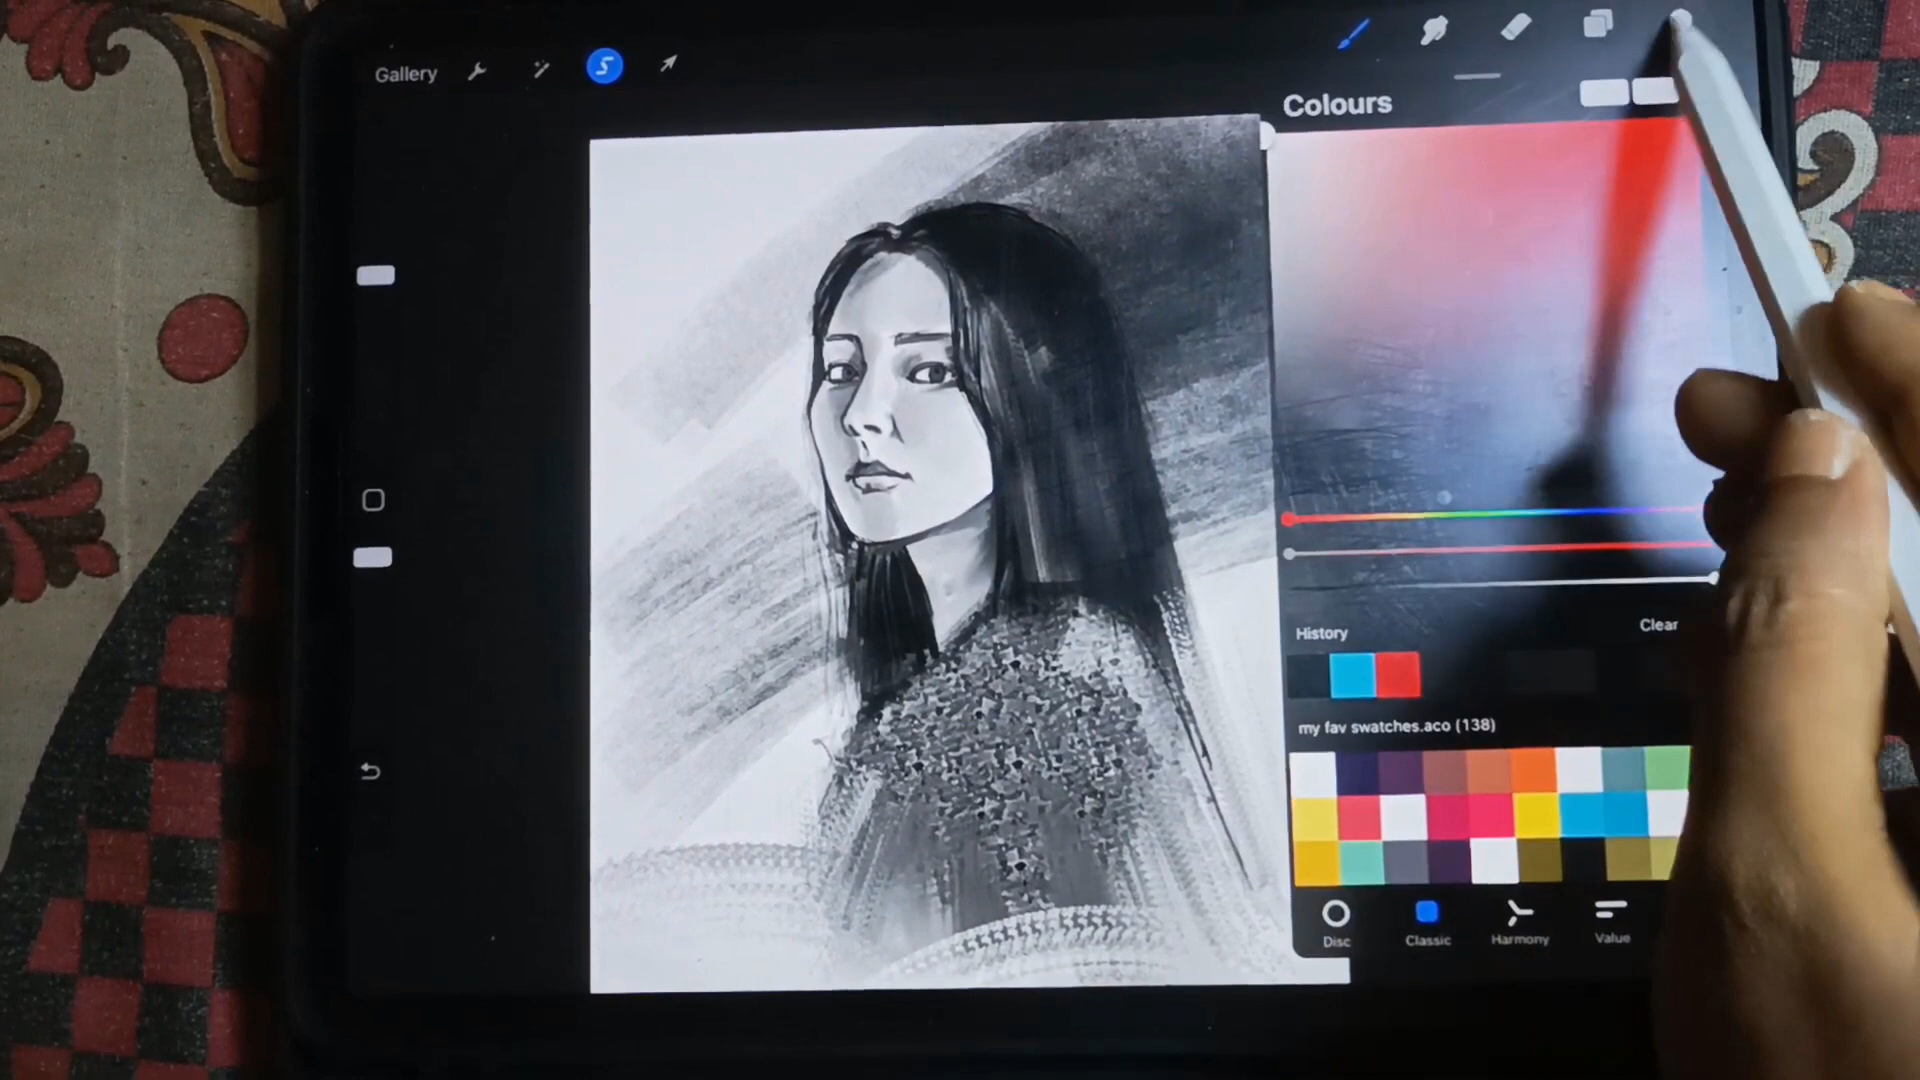 Gallery
Colours
History
Clear
my fav swatches.aco (138)
Disc
Classic
Harmony
Value